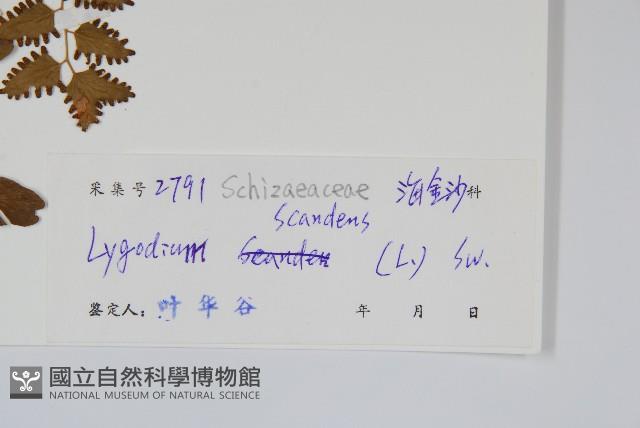 采集号 2791 Schizaeaceae 海金沙科
Scandens
Lygodium Scanden (L.) Sw.
鉴定人：叶华谷 年 月 日
國立自然科學博物館
NATIONAL MUSEUM OF NATURAL SCIENCE